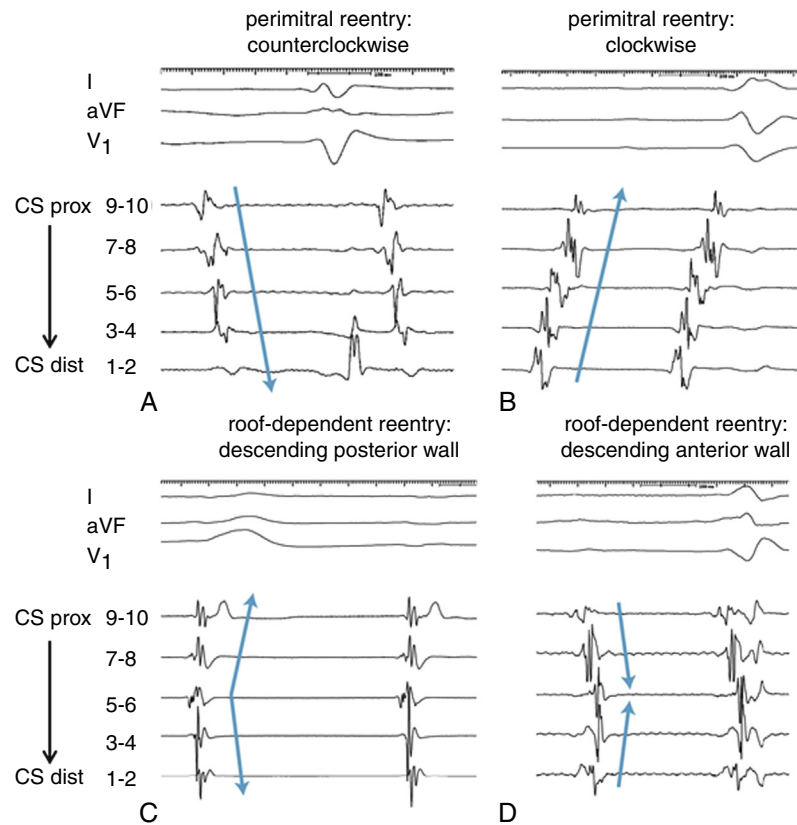 perimitral reentry:
counterclockwise
I
aVF
V1
CS prox 9-10
7-8
5-6
3-4
CS dist 1-2
A
perimitral reentry:
clockwise
B
roof-dependent reentry:
descending posterior wall
I
aVF
V1
CS prox 9-10
7-8
5-6
3-4
CS dist 1-2
C
roof-dependent reentry:
descending anterior wall
D